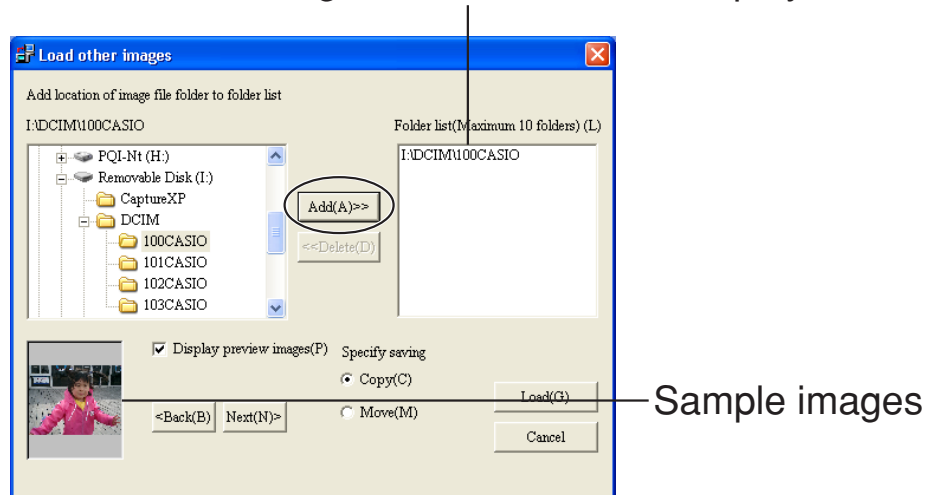 Load other images
Add location of image file folder to folder list
I:\DCIM\100CASIO
Folder list(Maximum 10 folders) (L)
PQI-Nt (H:)
Removable Disk (I:)
CaptureXP
DCIM
100CASIO
101CASIO
102CASIO
103CASIO
Add(A)>>
<<Delete(D)
I:\DCIM\100CASIO
Display preview images(P)
Specify saving
Copy(C)
Move(M)
<Back(B)
Next(N)>
Load(G)
Cancel
Sample images